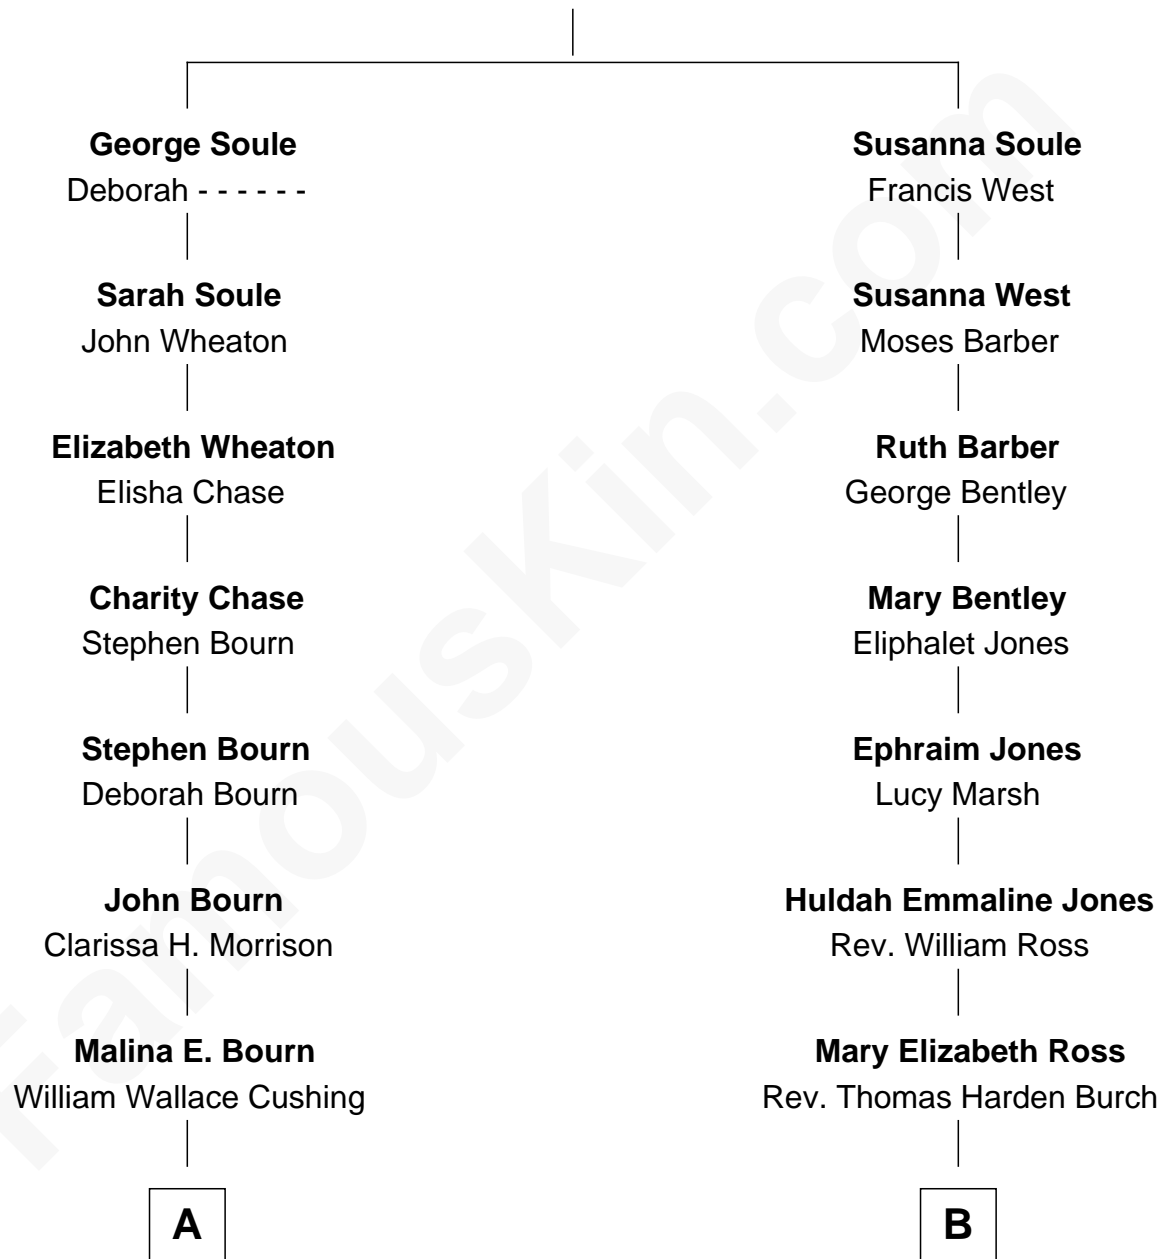 George Soule
Deborah - - - - - -
Susanna Soule
Francis West
Sarah Soule
John Wheaton
Susanna West
Moses Barber
Elizabeth Wheaton
Elisha Chase
Ruth Barber
George Bentley
Charity Chase
Stephen Bourn
Mary Bentley
Eliphalet Jones
Stephen Bourn
Deborah Bourn
Ephraim Jones
Lucy Marsh
John Bourn
Clarissa H. Morrison
Huldah Emmaline Jones
Rev. William Ross
Malina E. Bourn
William Wallace Cushing
Mary Elizabeth Ross
Rev. Thomas Harden Burch
A
B
FamousKin.com